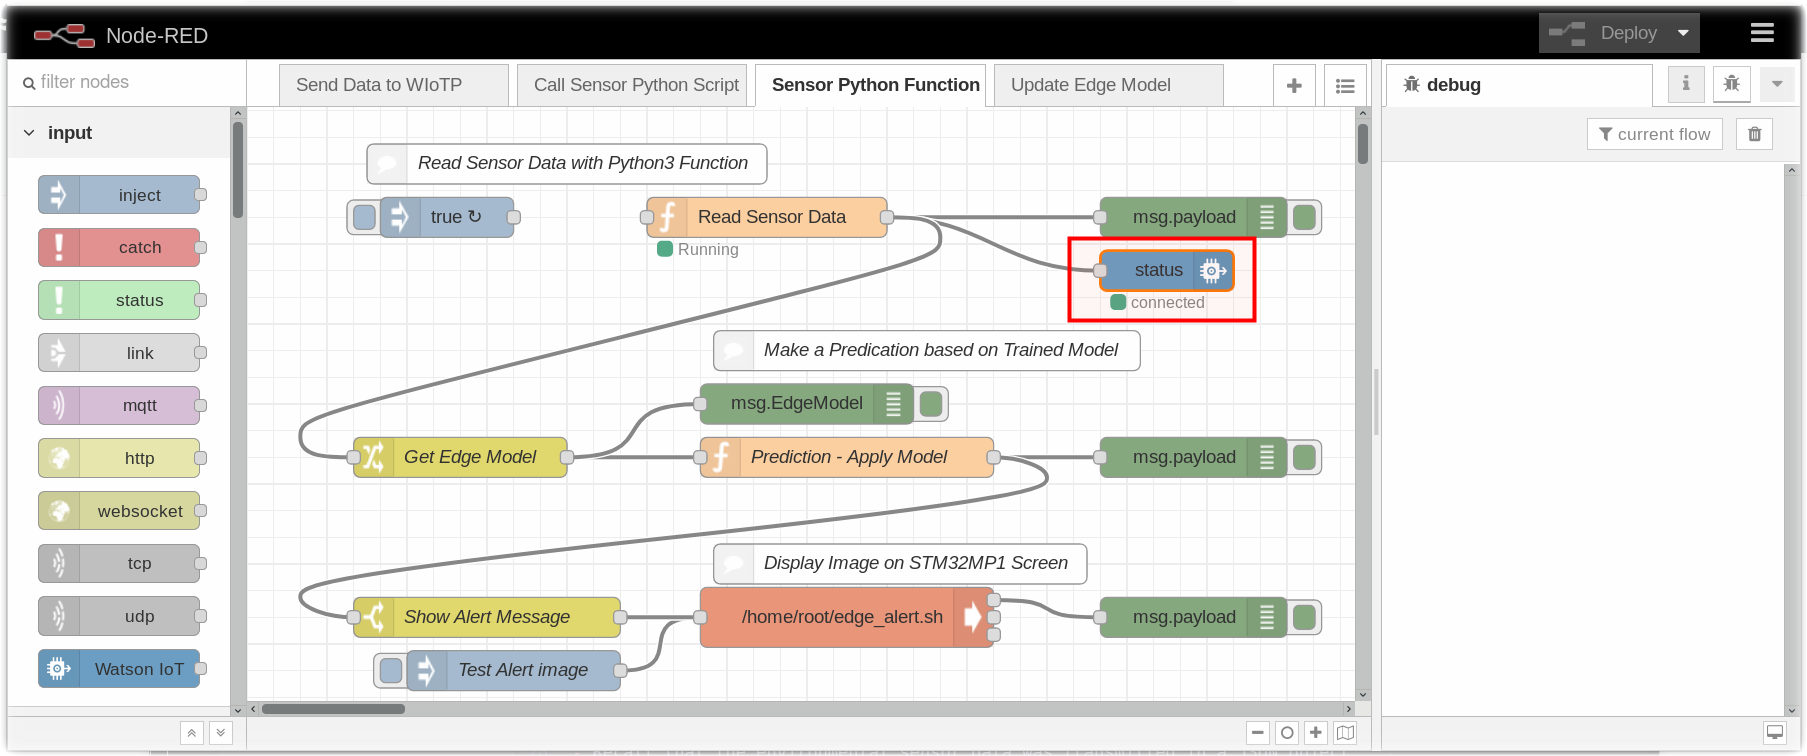 Node-RED
Deploy
filter nodes
Send Data to WIoTP
Call Sensor Python Script
Sensor Python Function
Update Edge Model
debug
current flow
input
inject
catch
status
link
mqtt
http
websocket
tcp
udp
Watson IoT
Read Sensor Data with Python3 Function
true ↻
Read Sensor Data
msg.payload
Running
status
connected
Make a Predication based on Trained Model
msg.EdgeModel
Get Edge Model
Prediction - Apply Model
msg.payload
Display Image on STM32MP1 Screen
Show Alert Message
/home/root/edge_alert.sh
msg.payload
Test Alert image